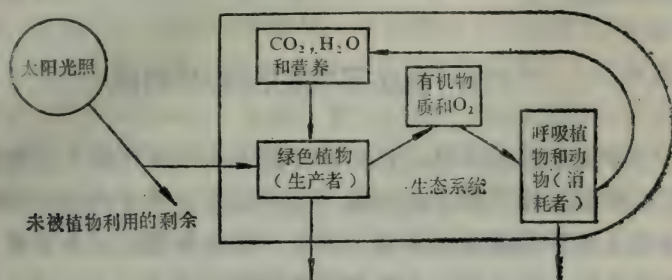 太阳光照
CO₂,H₂O
和营养
有机物
质和O₂
呼吸植
物和动
物(消
耗者)
绿色植物
(生产者)
生态系统
未被植物利用的剩余